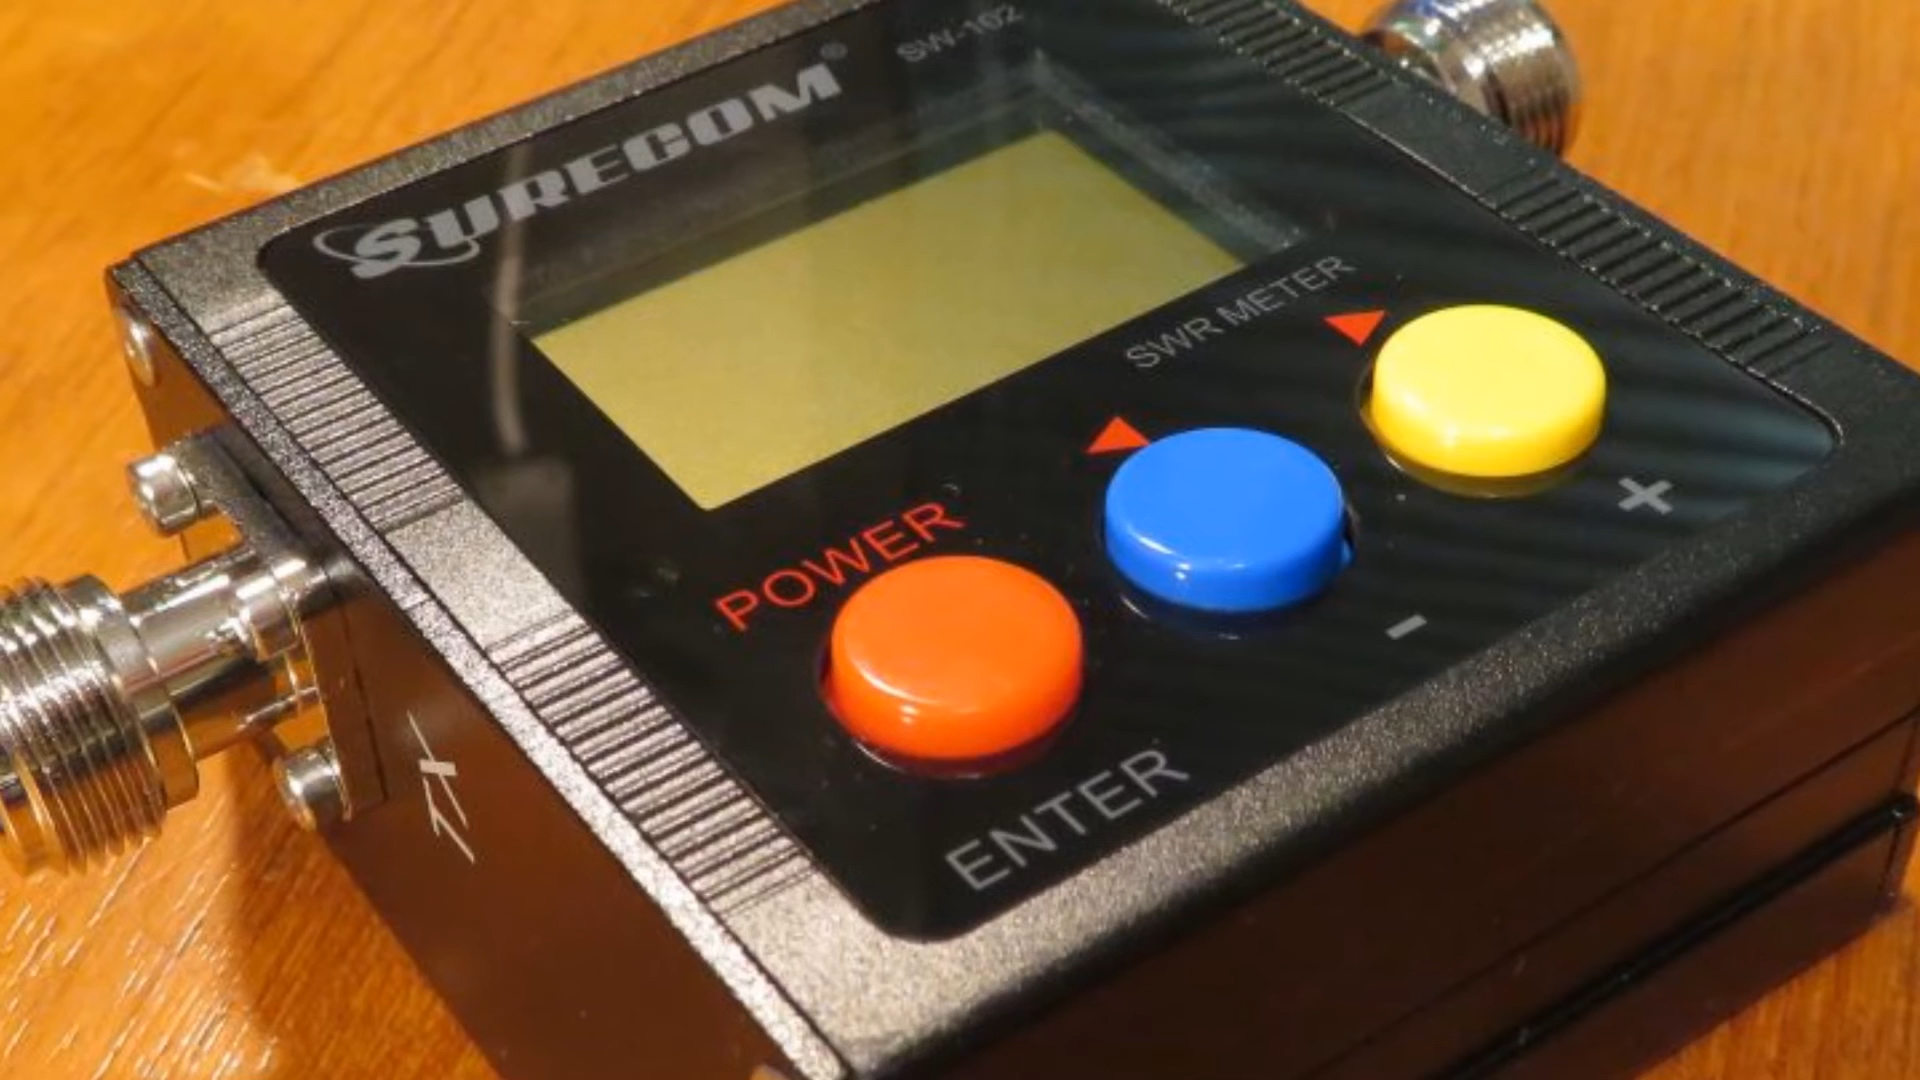 SURECOM®
SW-102
SWR METER
POWER
+
-
ENTER
TX